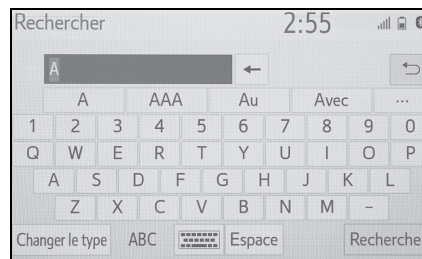 Rechercher 2:55
A
A AAA Au Avec ...
1 2 3 4 5 6 7 8 9 0
Q W E R T Y U I O P
A S D F G H J K L
Z X C V B N M -
Changer le type ABC Espace Recherche